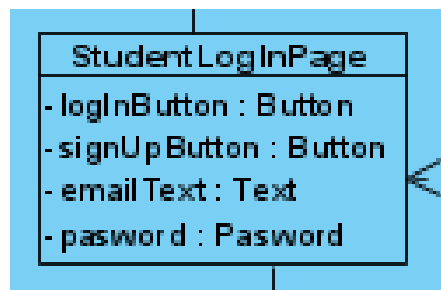 StudentLogInPage
- logInButton : Button
- signUpButton : Button
- emailText : Text
- pasword : Pasword